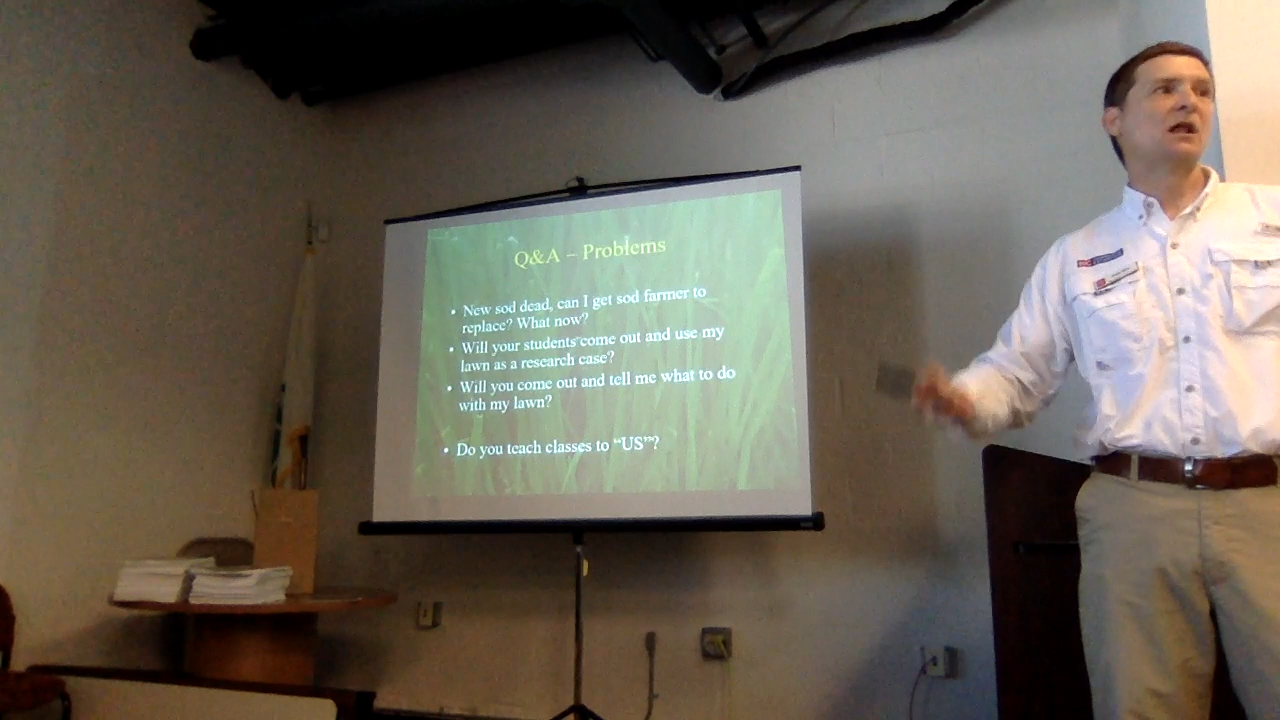 Q&A – Problems
• New sod dead, can I get sod farmer to
replace? What now?
• Will your students come out and use my
lawn as a research case?
• Will you come out and tell me what to do
with my lawn?
• Do you teach classes to “US”?